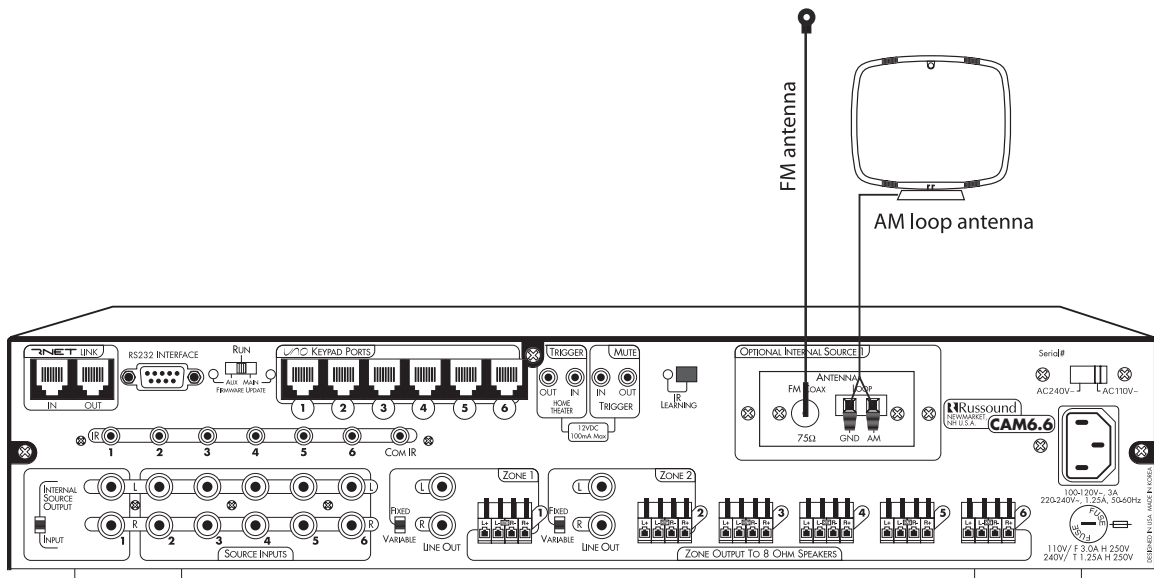 FM antenna
AM loop antenna
RNET LINK
IN OUT
RS232 INTERFACE
RUN
AUX MAIN
FIRMWARE UPDATE
UNO KEYPAD PORTS
1 2 3 4 5 6
TRIGGER
OUT IN
HOME
THEATER
MUTE
IN OUT
TRIGGER
12VDC
100mA Max
IR
LEARNING
OPTIONAL INTERNAL SOURCE 1
ANTENNA
FM COAX
LOOP
75Ω
GND AM
Serial#
AC240V~ AC110V~
Russound
NEWMARKET,
NH U.S.A.
CAM6.6
IR
1 2 3 4 5 6 COM IR
INTERNAL
SOURCE
OUTPUT
INPUT
L L
R R
1 2 3 4 5 6
SOURCE INPUTS
ZONE 1
L
R
FIXED
VARIABLE
LINE OUT
L+ L- R- R+
1
ZONE 2
L
R
FIXED
VARIABLE
LINE OUT
L+ L- R- R+
2
L+ L- R- R+
3
L+ L- R- R+
4
L+ L- R- R+
5
L+ L- R- R+
6
ZONE OUTPUT TO 8 OHM SPEAKERS
100-120V~, 3A
220-240V~, 1.25A, 50-60Hz
FUSE
FUSE
110V/ F 3.0A H 250V
240V/ T 1.25A H 250V
DESIGNED IN USA, MADE IN KOREA